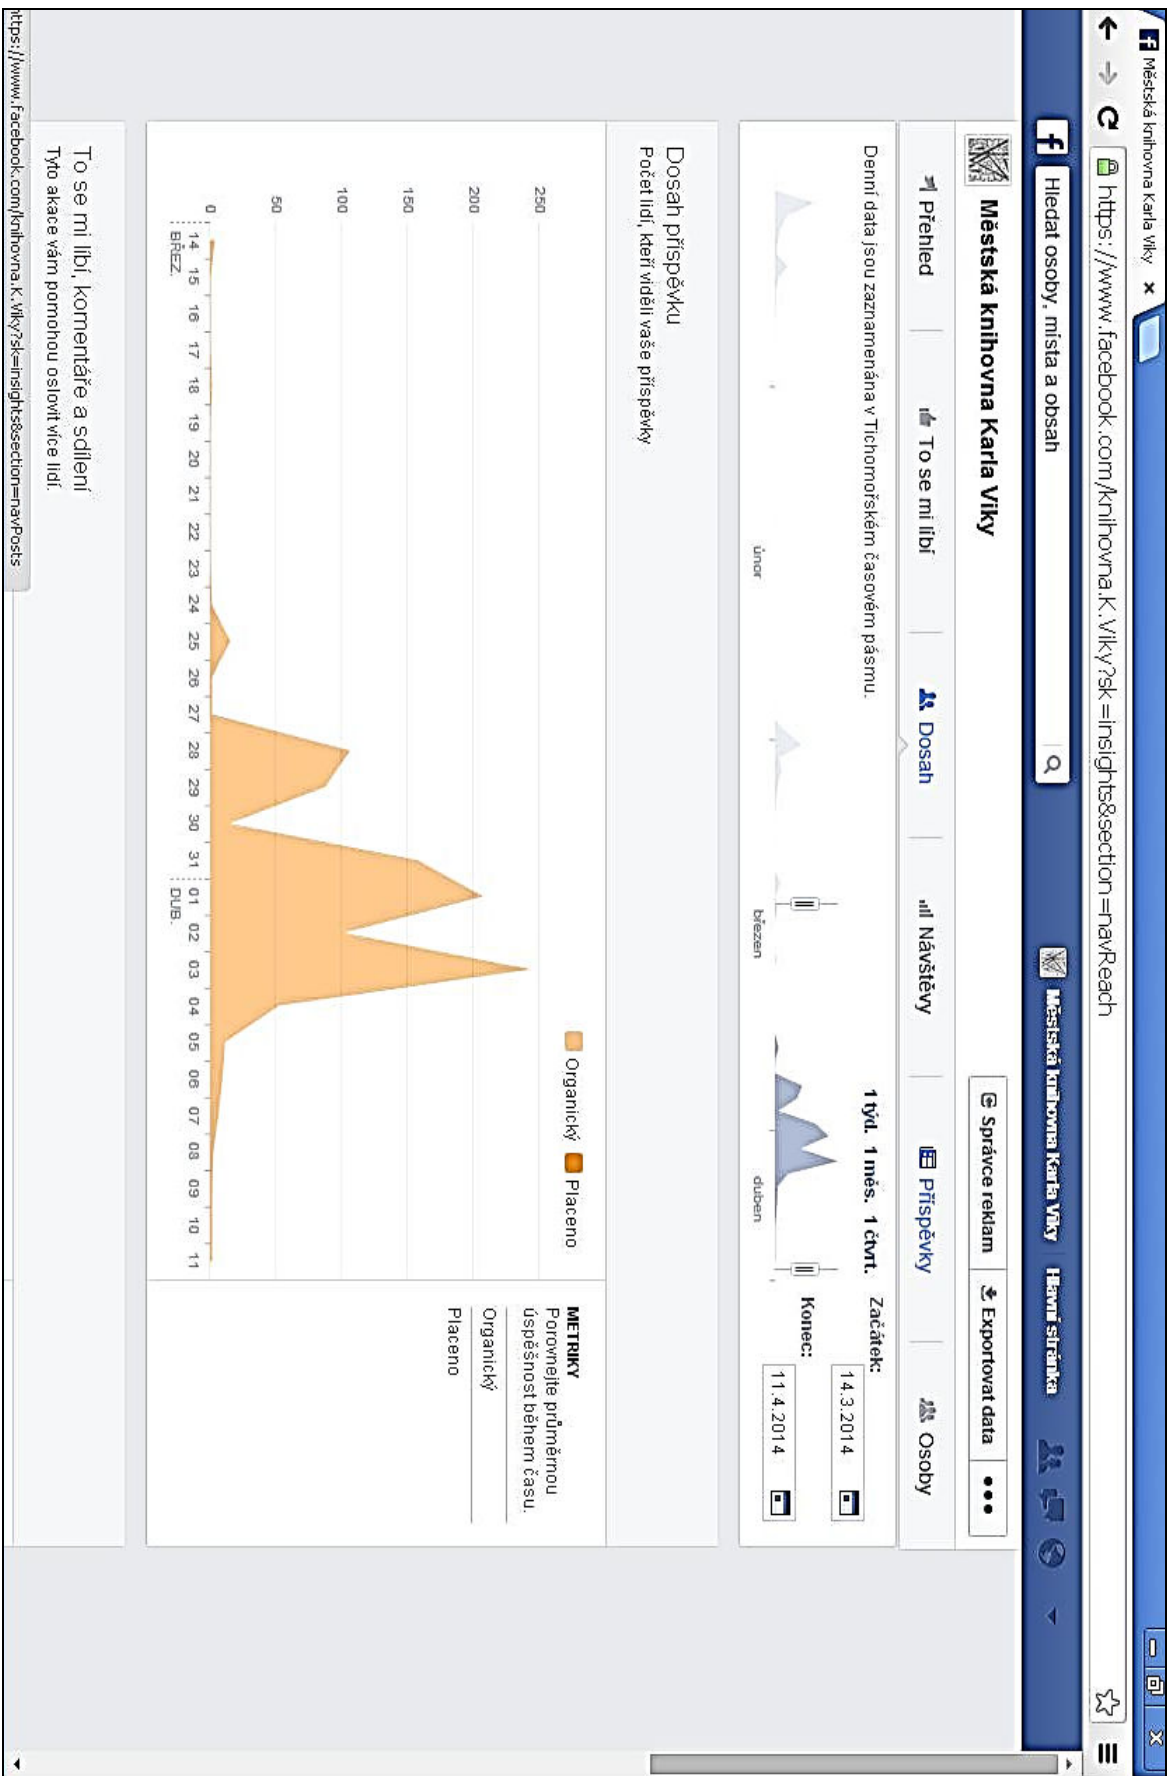 Městská knihovna Karla Viky ×
https://www.facebook.com/knihovna.K.Viky?sk=insights&section=navReach
Hledat osoby, místa a obsah
Městská knihovna Karla Viky Hlavní stránka
Městská knihovna Karla Viky
Správce reklam Exportovat data •••
Přehled To se mi líbí Dosah Návštěvy Příspěvky Osoby
Denní data jsou zaznamenána v Tichomořském časovém pásmu.
1 týd. 1 měs. 1 čtvrt.
Začátek: 14.3.2014
Konec: 11.4.2014
únor březen duben
Dosah příspěvku
Počet lidí, kteří viděli vaše příspěvky
Organický Placeno
250
200
150
100
50
0
14 15 16 17 18 19 20 21 22 23 24 25 26 27 28 29 30 31 01 02 03 04 05 06 07 08 09 10 11
BŘEZ. DUB.
METRIKY
Porovnejte průměrnou
úspěšnost během času.
Organický
Placeno
To se mi líbí, komentáře a sdílení
Tyto akace vám pomohou oslovit více lidí.
https://www.facebook.com/knihovna.K.Viky?sk=insights&section=navPosts